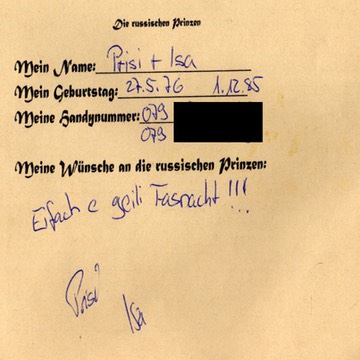 Die russischen Prinzen
Mein Name: Prisi + Isa
Mein Geburtstag: 27.5.76 1.12.85
Meine Handynummer: 079
079
Meine Wünsche an die russischen Prinzen:
Eifach e geili Fasnacht !!!
Prisi
Isa